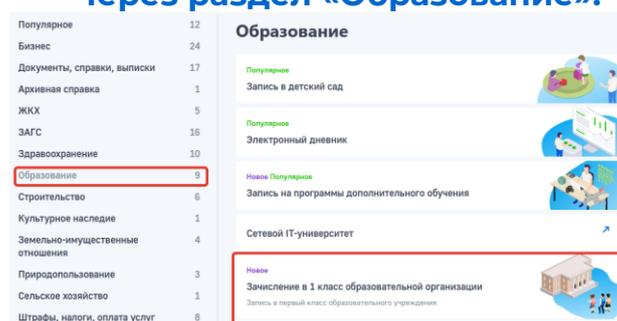 через раздел «Образование»:
Популярное 12
Бизнес 24
Документы, справки, выписки 17
Архивная справка 1
ЖКХ 5
ЗАГС 16
Здравоохранение 10
Образование 9
Строительство 6
Культурное наследие 1
Земельно-имущественные 4
отношения
Природопользование 3
Сельское хозяйство 1
Штрафы, налоги, оплата услуг 8
Образование
Популярное
Запись в детский сад
Популярное
Электронный дневник
Новое Популярное
Запись на программы дополнительного обучения
Сетевой IT-университет
Новое
Зачисление в 1 класс образовательной организации
Запись в первый класс образовательного учреждения